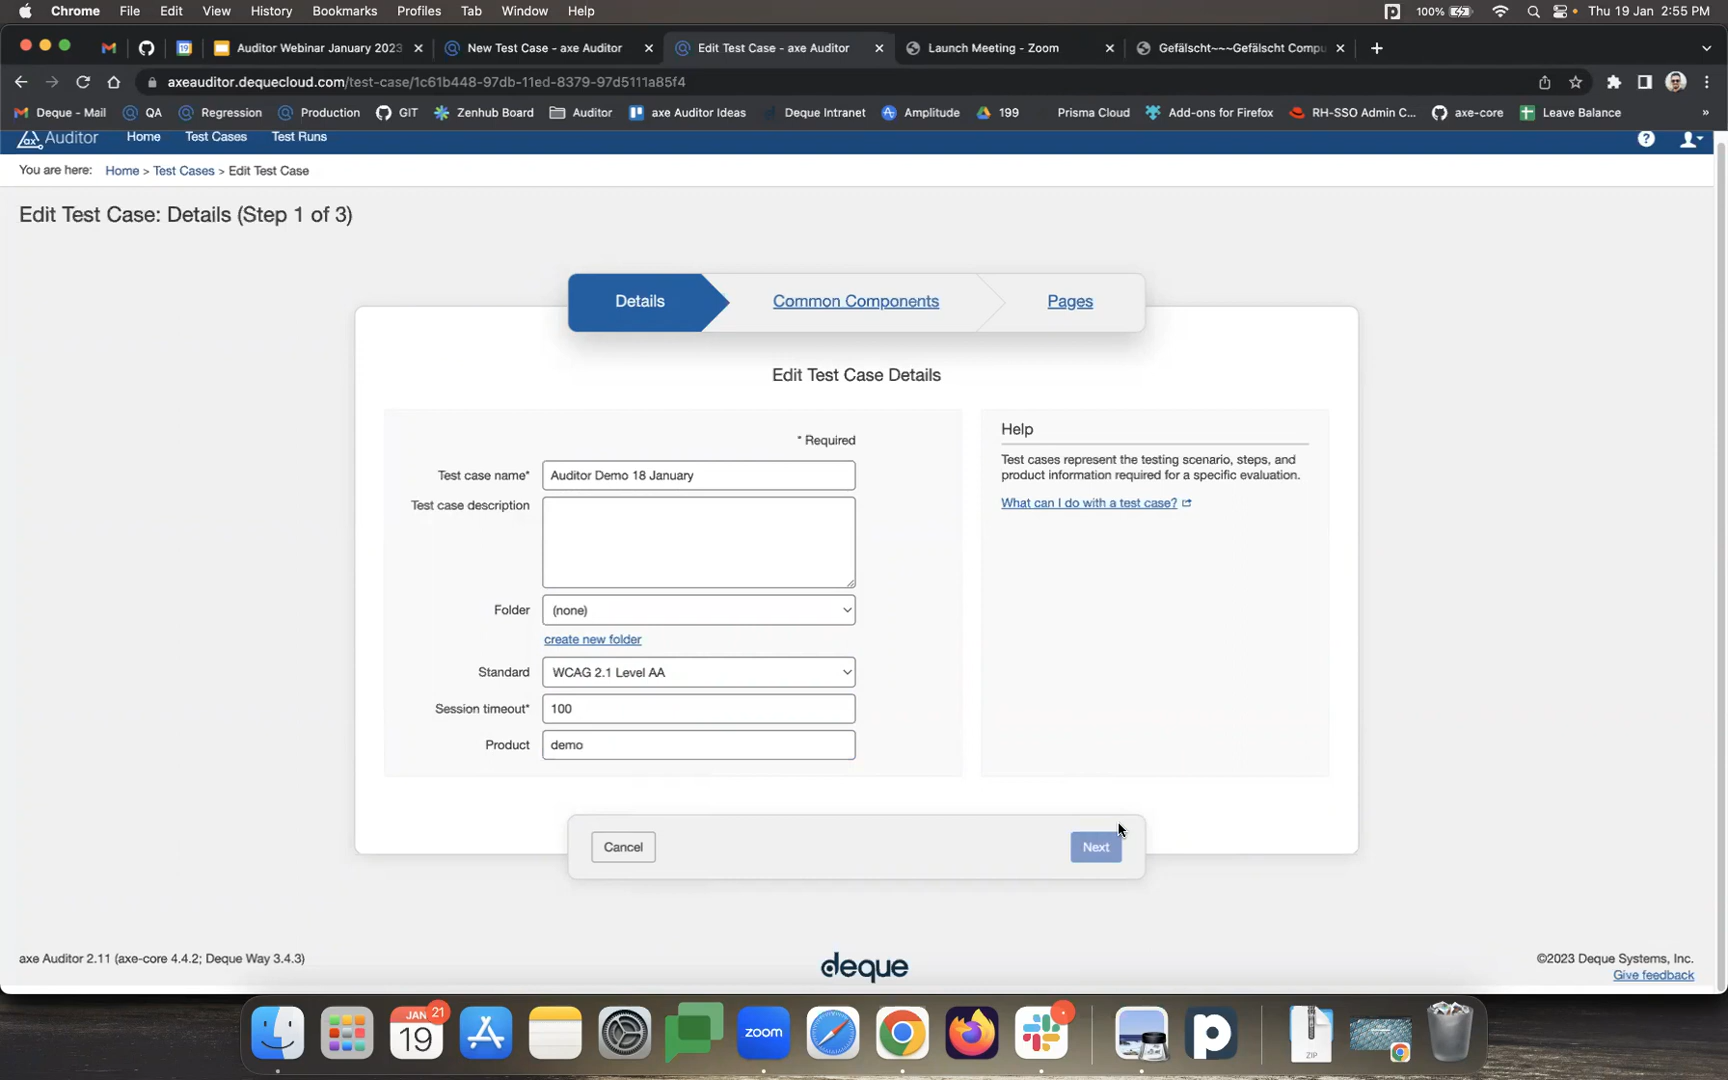 Chrome File Edit View History Bookmarks Profiles Tab Window Help 100% Thu 19 Jan 2:55 PM
Auditor Webinar January 2023 New Test Case - axe Auditor Edit Test Case - axe Auditor Launch Meeting - Zoom Gefälscht~~~Gefälscht Compu
axeauditor.dequecloud.com/test-case/1c61b448-97db-11ed-8379-97d5111a85f4
Deque - Mail QA Regression Production GIT Zenhub Board Auditor axe Auditor Ideas Deque Intranet Amplitude 199 Prisma Cloud Add-ons for Firefox RH-SSO Admin C... axe-core Leave Balance »
ax Auditor Home Test Cases Test Runs ?
You are here: Home > Test Cases > Edit Test Case
Edit Test Case: Details (Step 1 of 3)
Details Common Components Pages
Edit Test Case Details
* Required
Test case name* Auditor Demo 18 January
Test case description
Folder (none)
create new folder
Standard WCAG 2.1 Level AA
Session timeout* 100
Product demo
Help
Test cases represent the testing scenario, steps, and
product information required for a specific evaluation.
What can I do with a test case?
Cancel Next
axe Auditor 2.11 (axe-core 4.4.2; Deque Way 3.4.3)
deque
©2023 Deque Systems, Inc.
Give feedback
JAN 19 21
zoom
ZIP